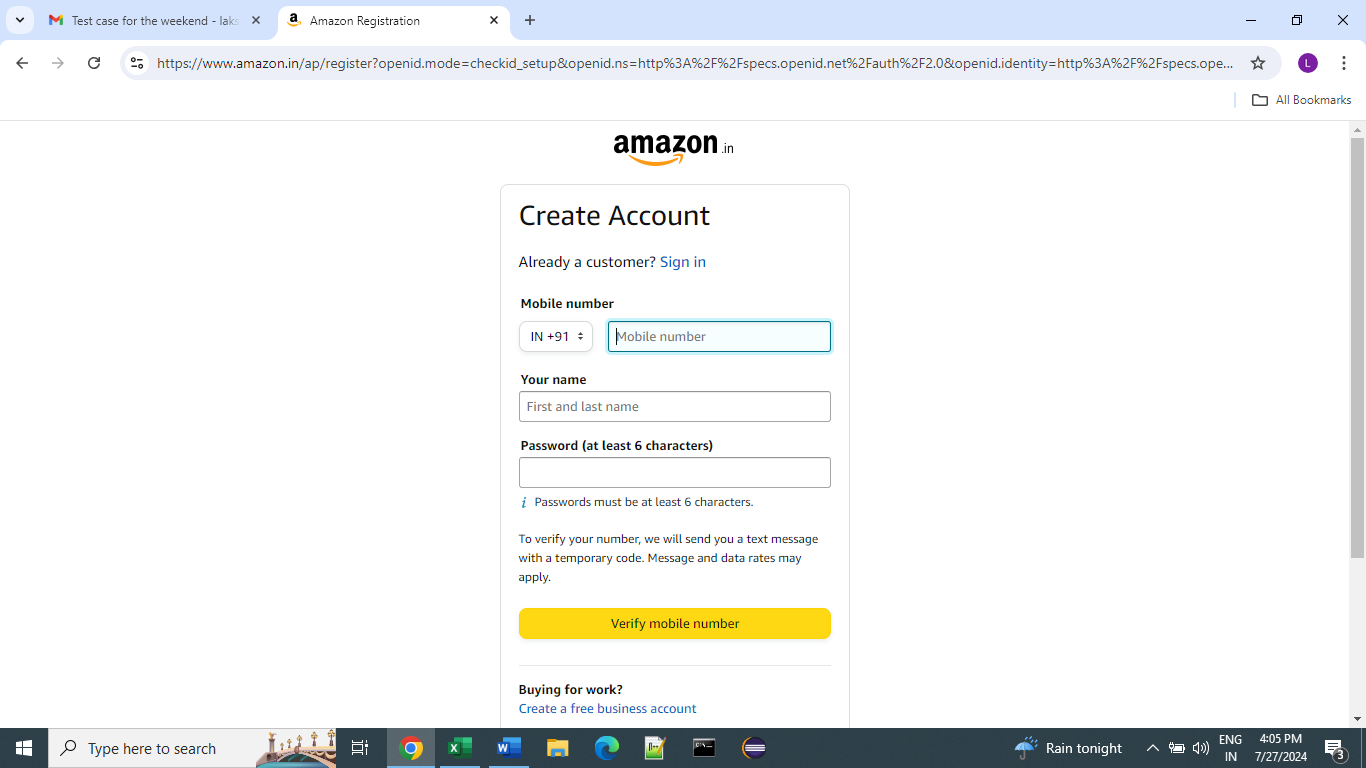 Test case for the weekend - laks
Amazon Registration
https://www.amazon.in/ap/register?openid.mode=checkid_setup&openid.ns=http%3A%2F%2Fspecs.openid.net%2Fauth%2F2.0&openid.identity=http%3A%2F%2Fspecs.ope...
L
All Bookmarks
amazon.in
Create Account
Already a customer? Sign in
Mobile number
IN +91 Mobile number
Your name
First and last name
Password (at least 6 characters)
i Passwords must be at least 6 characters.
To verify your number, we will send you a text message
with a temporary code. Message and data rates may
apply.
Verify mobile number
Buying for work?
Create a free business account
Type here to search
Rain tonight
ENG
IN
4:05 PM
7/27/2024
3